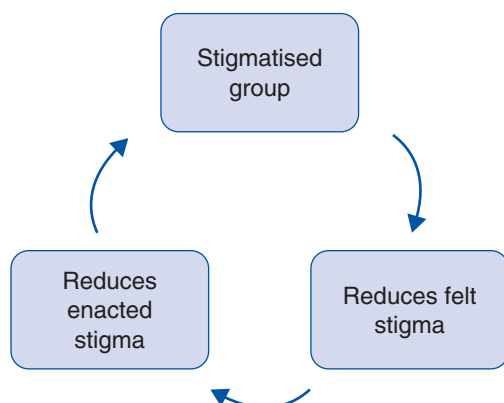 Stigmatised
group
Reduces
enacted
stigma
Reduces felt
stigma